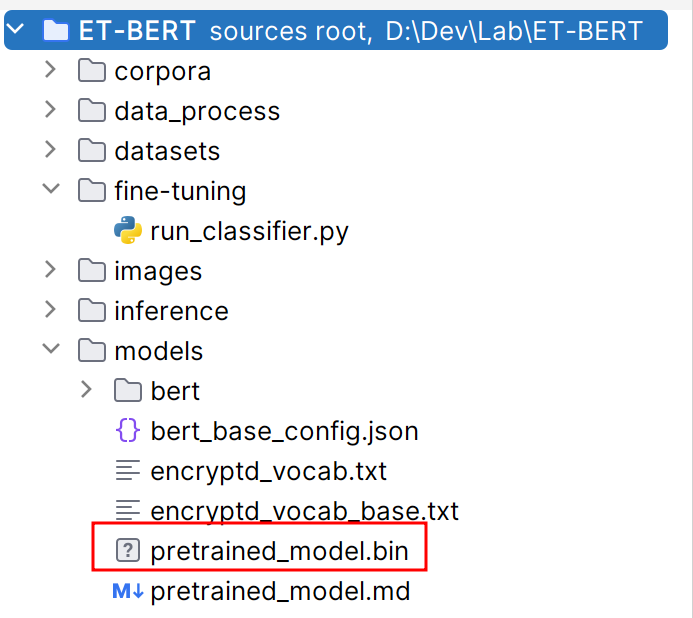 ET-BERT sources root, D:\Dev\Lab\ET-BERT
corpora
data_process
datasets
fine-tuning
run_classifier.py
images
inference
models
bert
{} bert_base_config.json
encryptd_vocab.txt
encryptd_vocab_base.txt
? pretrained_model.bin
M↓ pretrained_model.md